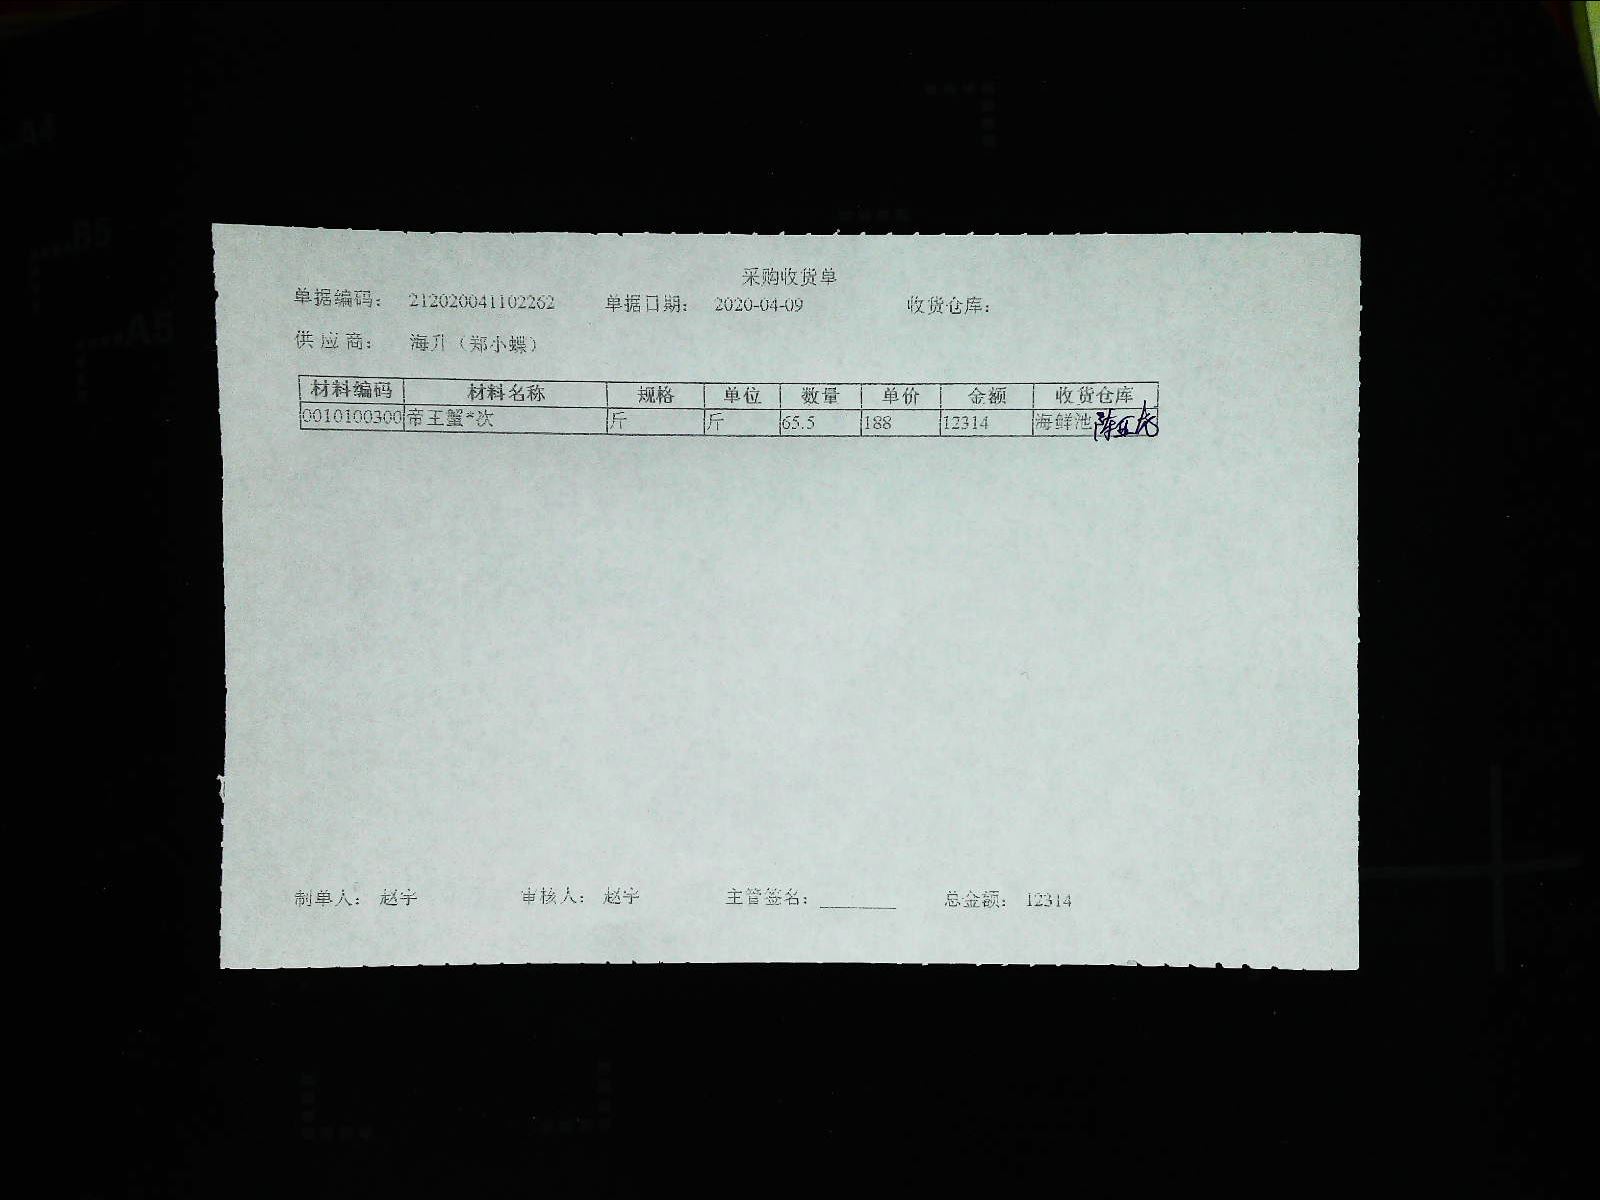 采购收货单
单据编码： 212020041102262 单据日期： 2020-04-09 收货仓库：
供应商： 海升（郑小蝶）
材料编码 材料名称 规格 单位 数量 单价 金额 收货仓库
0010100300 帝王蟹*次 斤 斤 65.5 188 12314 海鲜池
制单人： 赵宇 审核人： 赵宇 主管签名： 总金额： 12314
A4
B5
A5